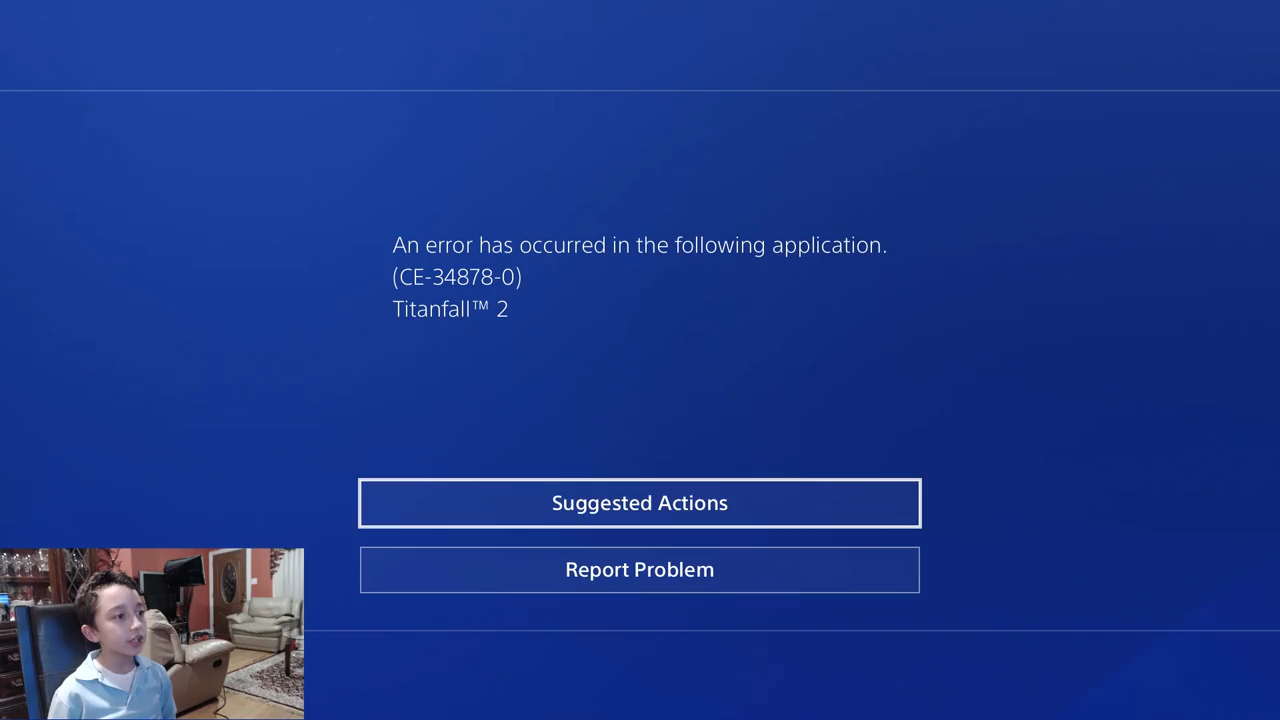 An error has occurred in the following application.
(CE-34878-0)
Titanfall™ 2
Suggested Actions
Report Problem